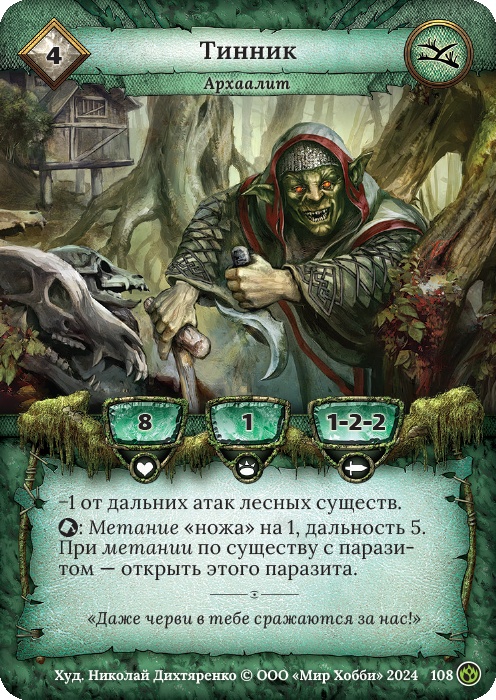 4
Тинник
Архаалит
8
1
1-2-2
–1 от дальних атак лесных существ.
: Метание «ножа» на 1, дальность 5.
При метании по существу с парази-
том — открыть этого паразита.
«Даже черви в тебе сражаются за нас!»
Худ. Николай Дихтяренко © ООО «Мир Хобби» 2024 108